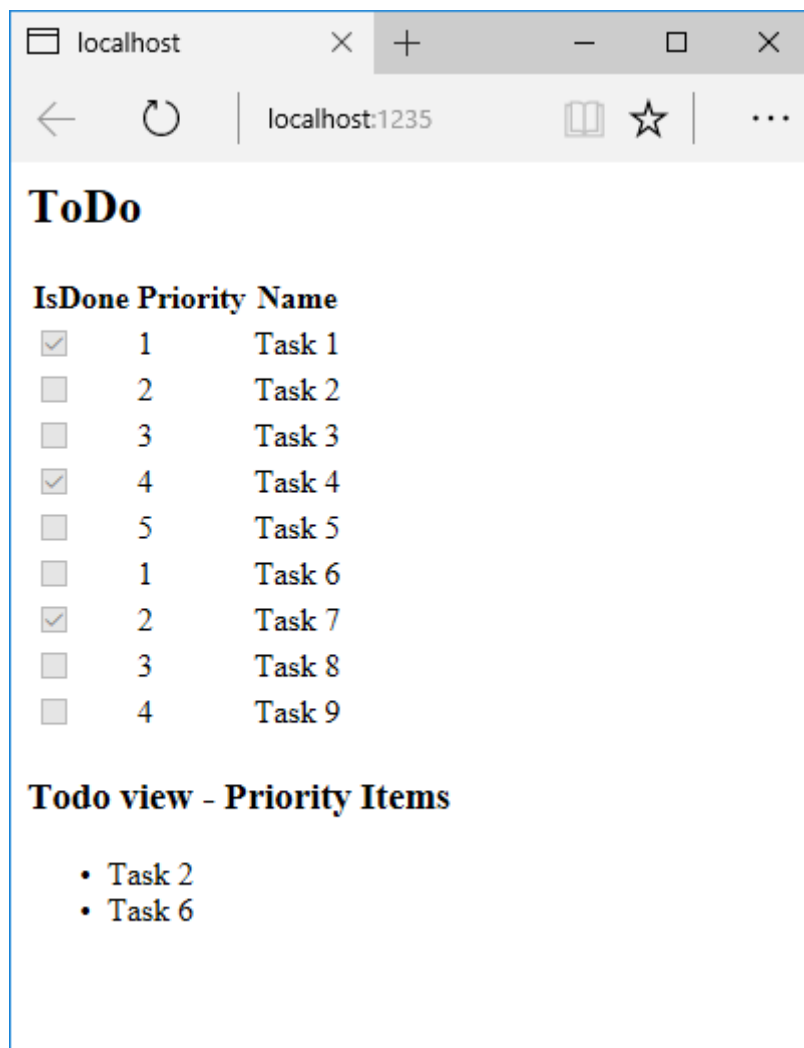 localhost
localhost:1235
ToDo
IsDone Priority Name
1 Task 1
2 Task 2
3 Task 3
4 Task 4
5 Task 5
1 Task 6
2 Task 7
3 Task 8
4 Task 9
Todo view - Priority Items
• Task 2
• Task 6